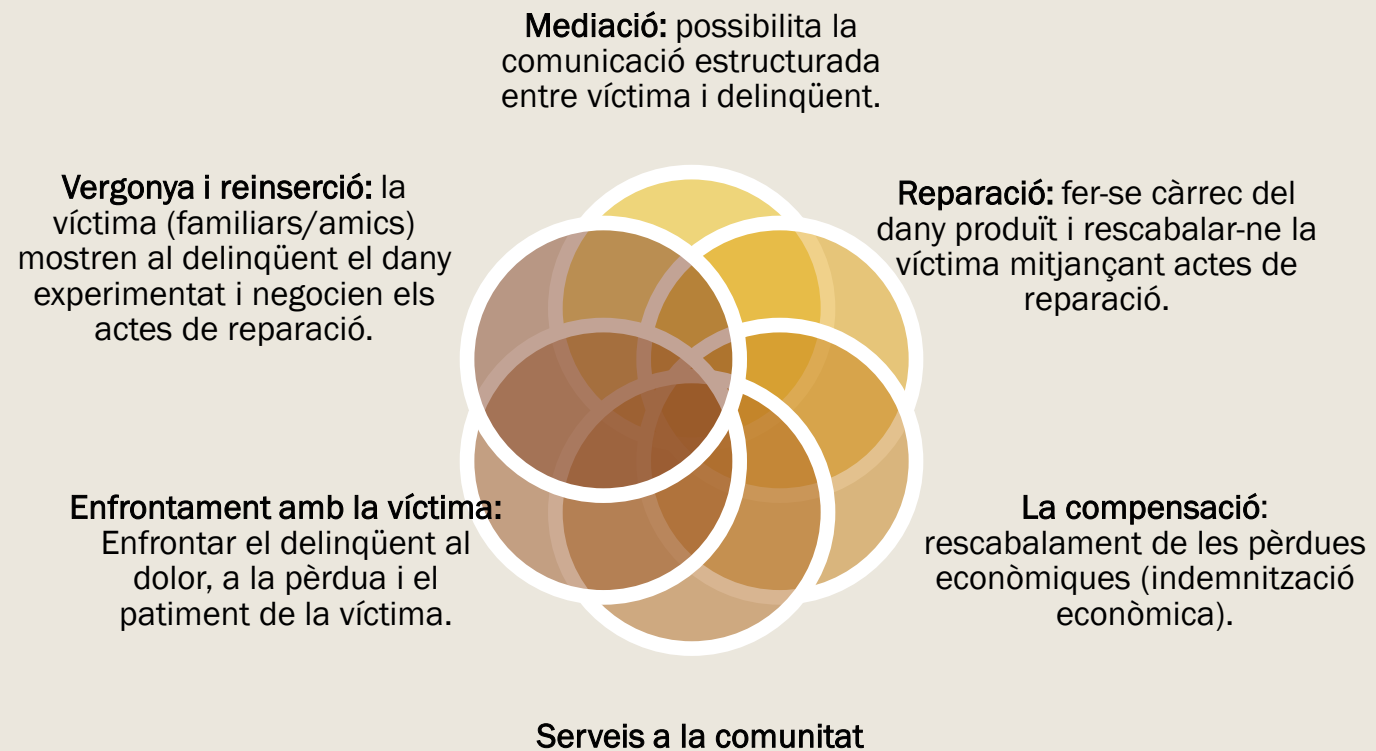 Mediació: possibilita la
comunicació estructurada
entre víctima i delinqüent.
Vergonya i reinserció: la
víctima (familiars/amics)
mostren al delinqüent el dany
experimentat i negocien els
actes de reparació.
Reparació: fer-se càrrec del
dany produït i rescabalar-ne la
víctima mitjançant actes de
reparació.
Enfrontament amb la víctima:
Enfrontar el delinqüent al
dolor, a la pèrdua i el
patiment de la víctima.
La compensació:
rescabalament de les pèrdues
econòmiques (indemnització
econòmica).
Serveis a la comunitat